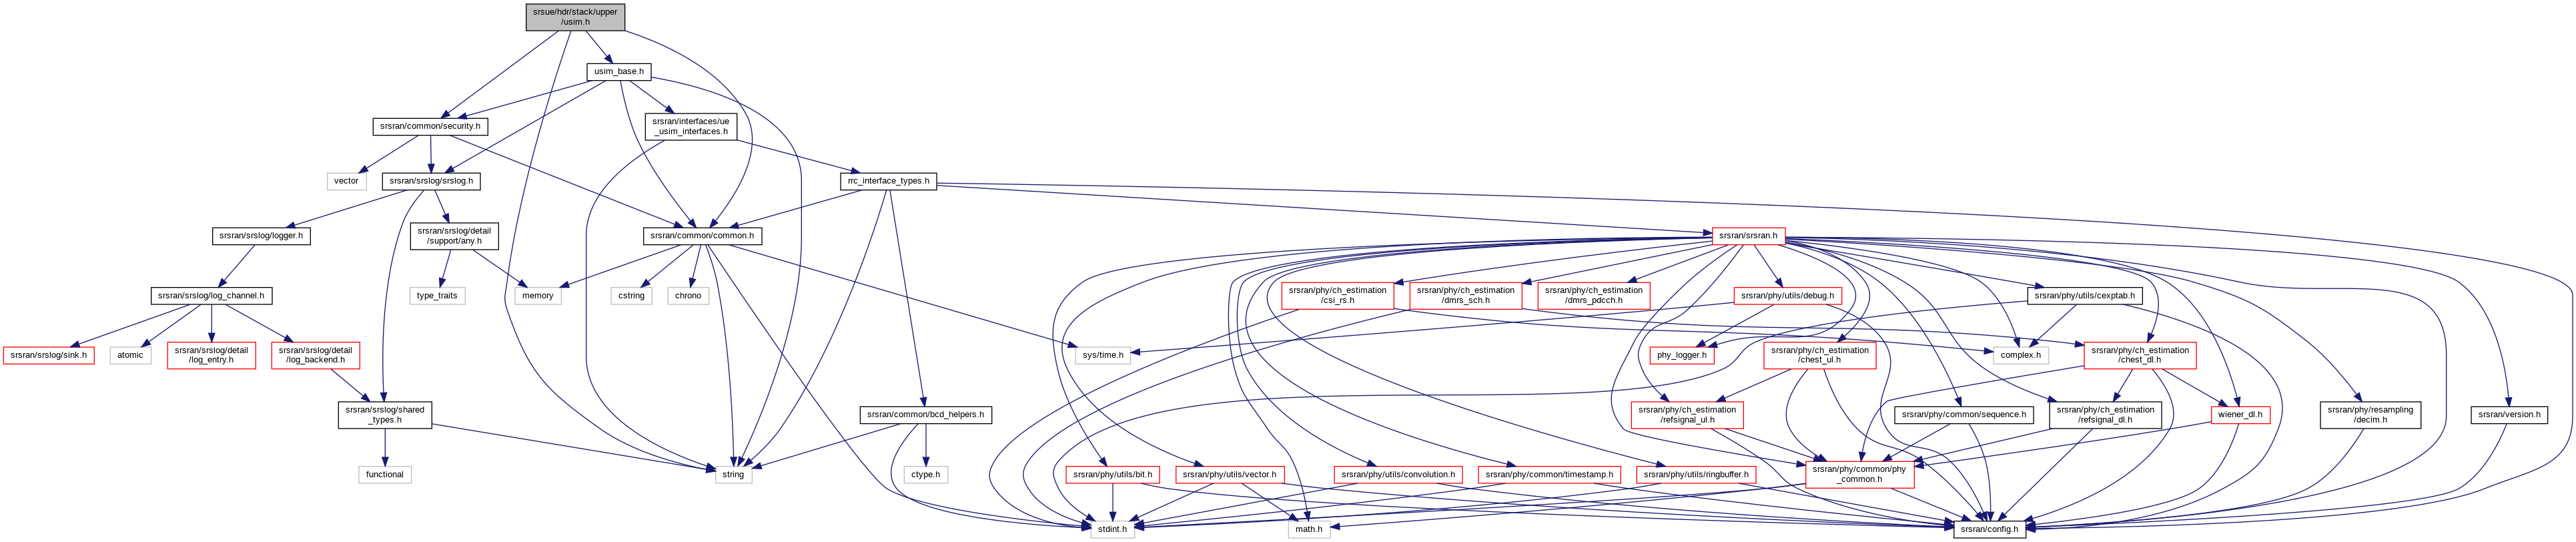 srsue/hdr/stack/upper
/usim.h
usim_base.h
srsran/common/security.h
srsran/interfaces/ue
_usim_interfaces.h
vector
srsran/srslog/srslog.h
rrc_interface_types.h
srsran/srslog/logger.h
srsran/srslog/detail
/support/any.h
srsran/common/common.h
srsran/srsran.h
srsran/srslog/log_channel.h
type_traits
memory
cstring
chrono
srsran/phy/ch_estimation
/csi_rs.h
srsran/phy/ch_estimation
/dmrs_sch.h
srsran/phy/ch_estimation
/dmrs_pdcch.h
srsran/phy/utils/debug.h
srsran/phy/utils/cexptab.h
srsran/srslog/sink.h
atomic
srsran/srslog/detail
/log_entry.h
srsran/srslog/detail
/log_backend.h
sys/time.h
phy_logger.h
srsran/phy/ch_estimation
/chest_ul.h
complex.h
srsran/phy/ch_estimation
/chest_dl.h
srsran/srslog/shared
_types.h
srsran/common/bcd_helpers.h
srsran/phy/ch_estimation
/refsignal_ul.h
srsran/phy/common/sequence.h
srsran/phy/ch_estimation
/refsignal_dl.h
wiener_dl.h
srsran/phy/resampling
/decim.h
srsran/version.h
functional
string
ctype.h
srsran/phy/utils/bit.h
srsran/phy/utils/vector.h
srsran/phy/utils/convolution.h
srsran/phy/common/timestamp.h
srsran/phy/utils/ringbuffer.h
srsran/phy/common/phy
_common.h
stdint.h
math.h
srsran/config.h